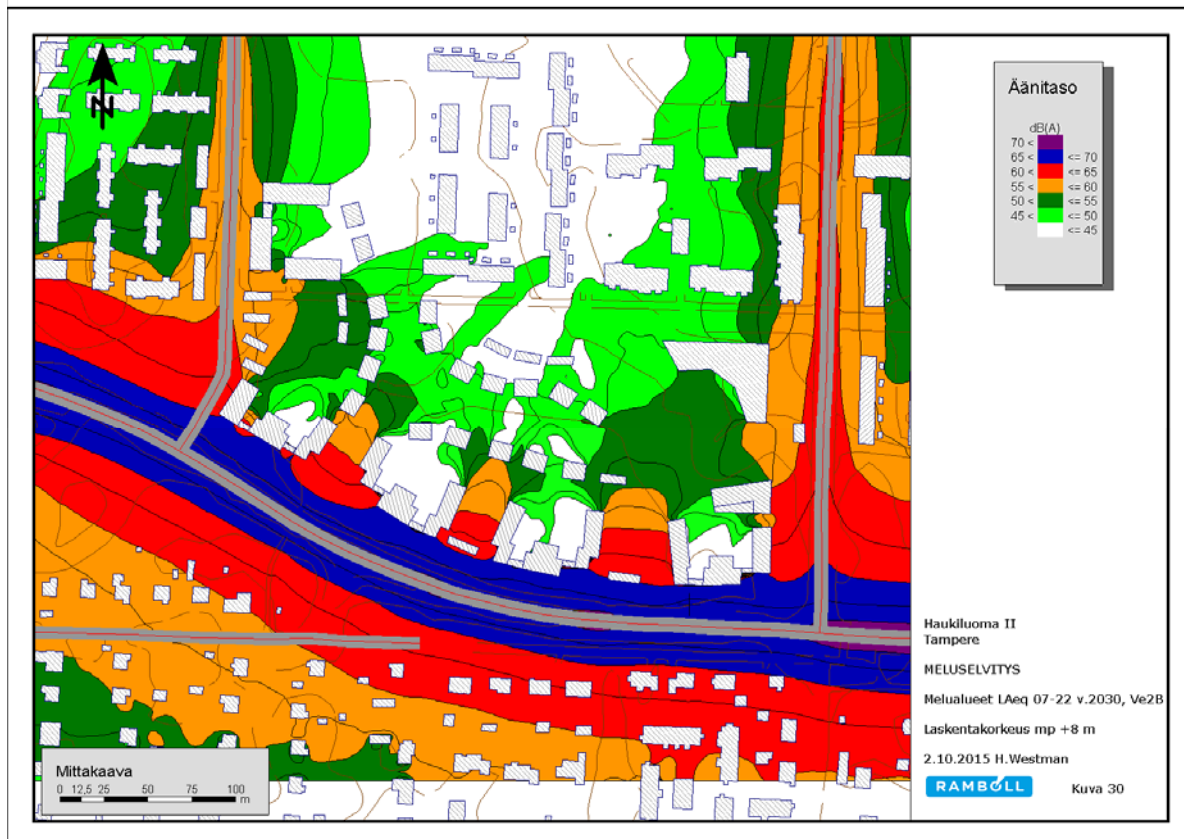 N
Äänitaso
dB(A)
70 <
65 < <= 70
60 < <= 65
55 < <= 60
50 < <= 55
45 < <= 50
<= 45
Haukiluoma II
Tampere
MELUSELVITYS
Melualueet LAeq 07-22 v.2030, Ve2B
Laskentakorkeus mp +8 m
2.10.2015 H.Westman
RAMBOLL Kuva 30
Mittakaava
0 12,5 25 50 75 100
m